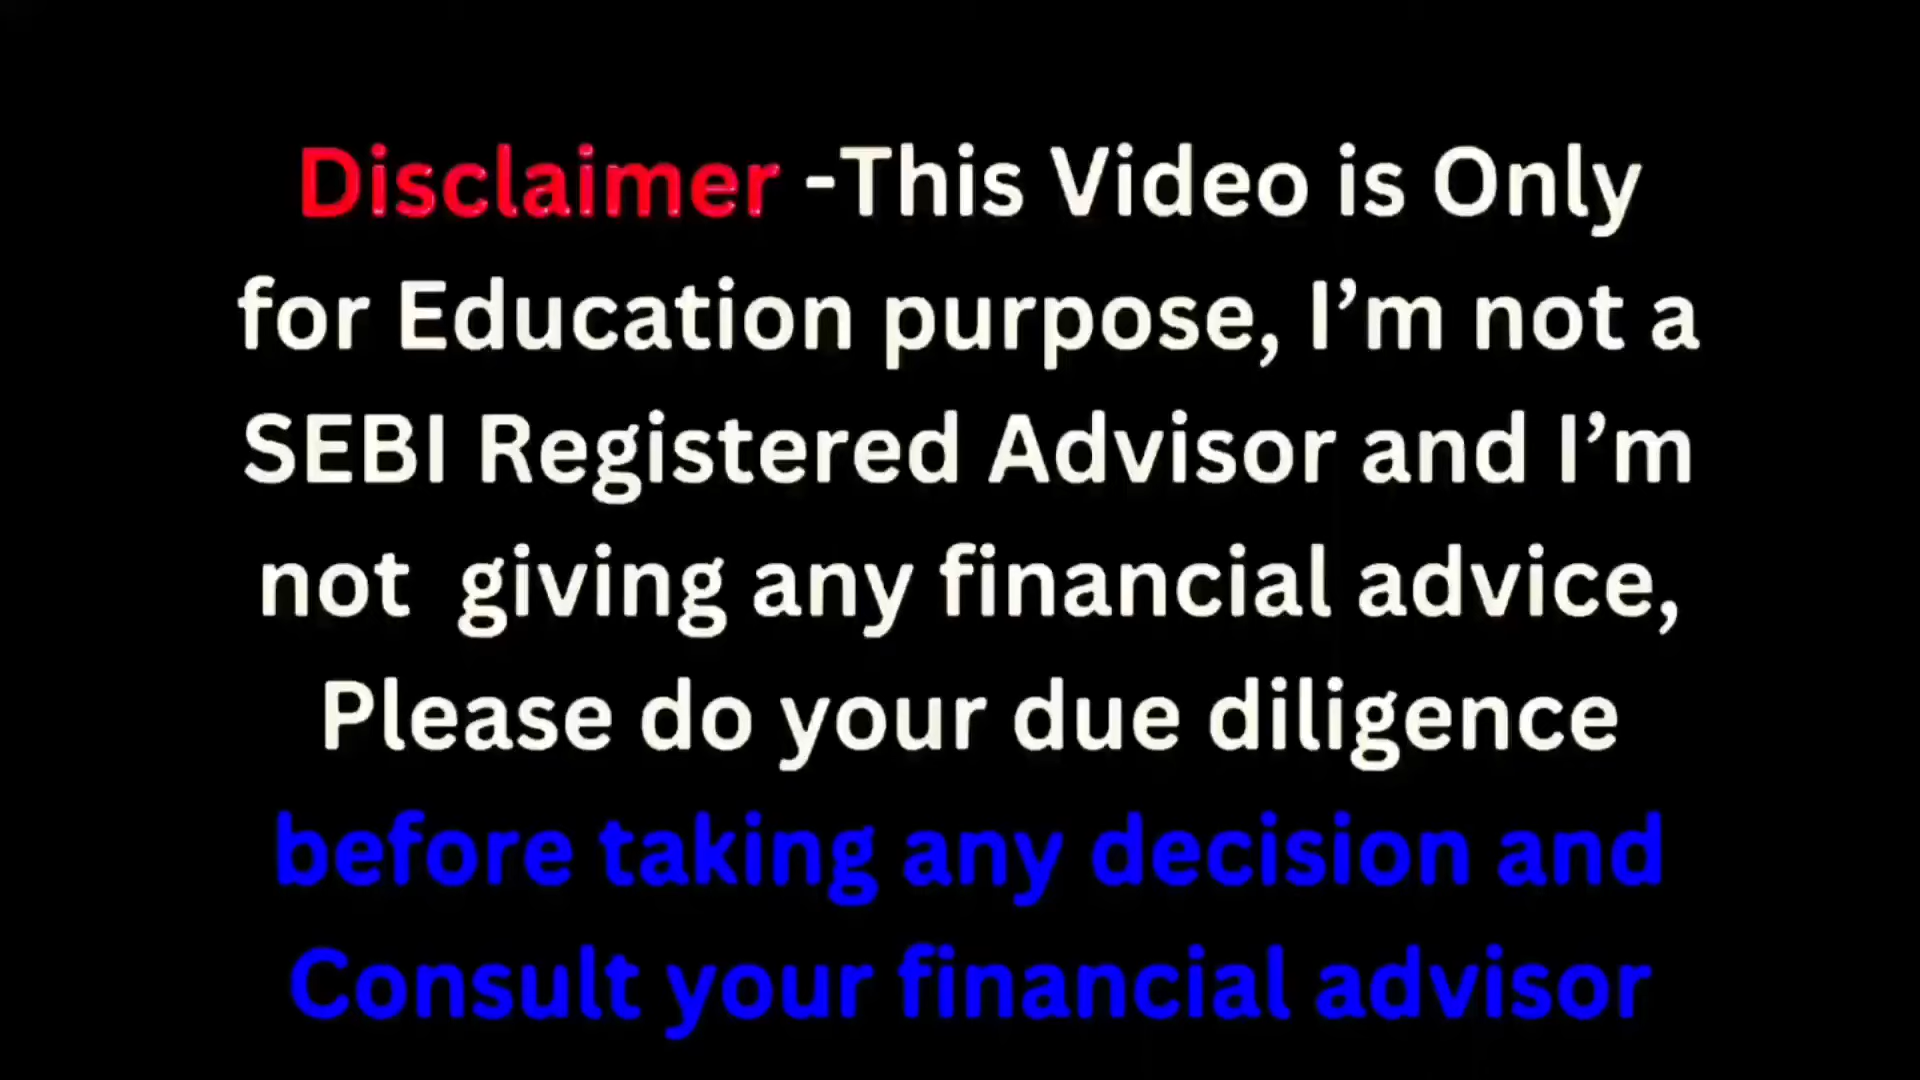 Disclaimer -This Video is Only
for Education purpose, I’m not a
SEBI Registered Advisor and I’m
not  giving any financial advice,
Please do your due diligence
before taking any decision and
Consult your financial advisor